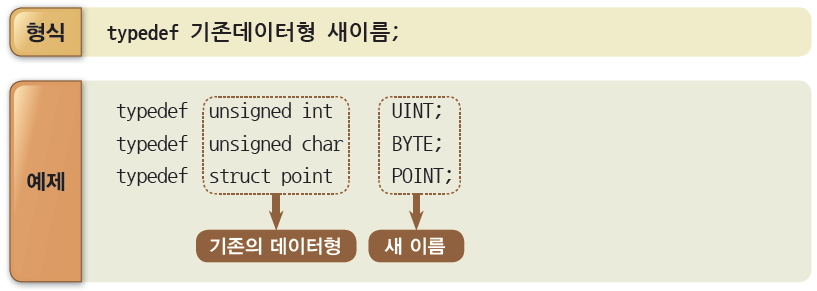 형식
typedef 기존데이터형 새이름;
예제
typedef unsigned int UINT;
typedef unsigned char BYTE;
typedef struct point POINT;
기존의 데이터형
새 이름